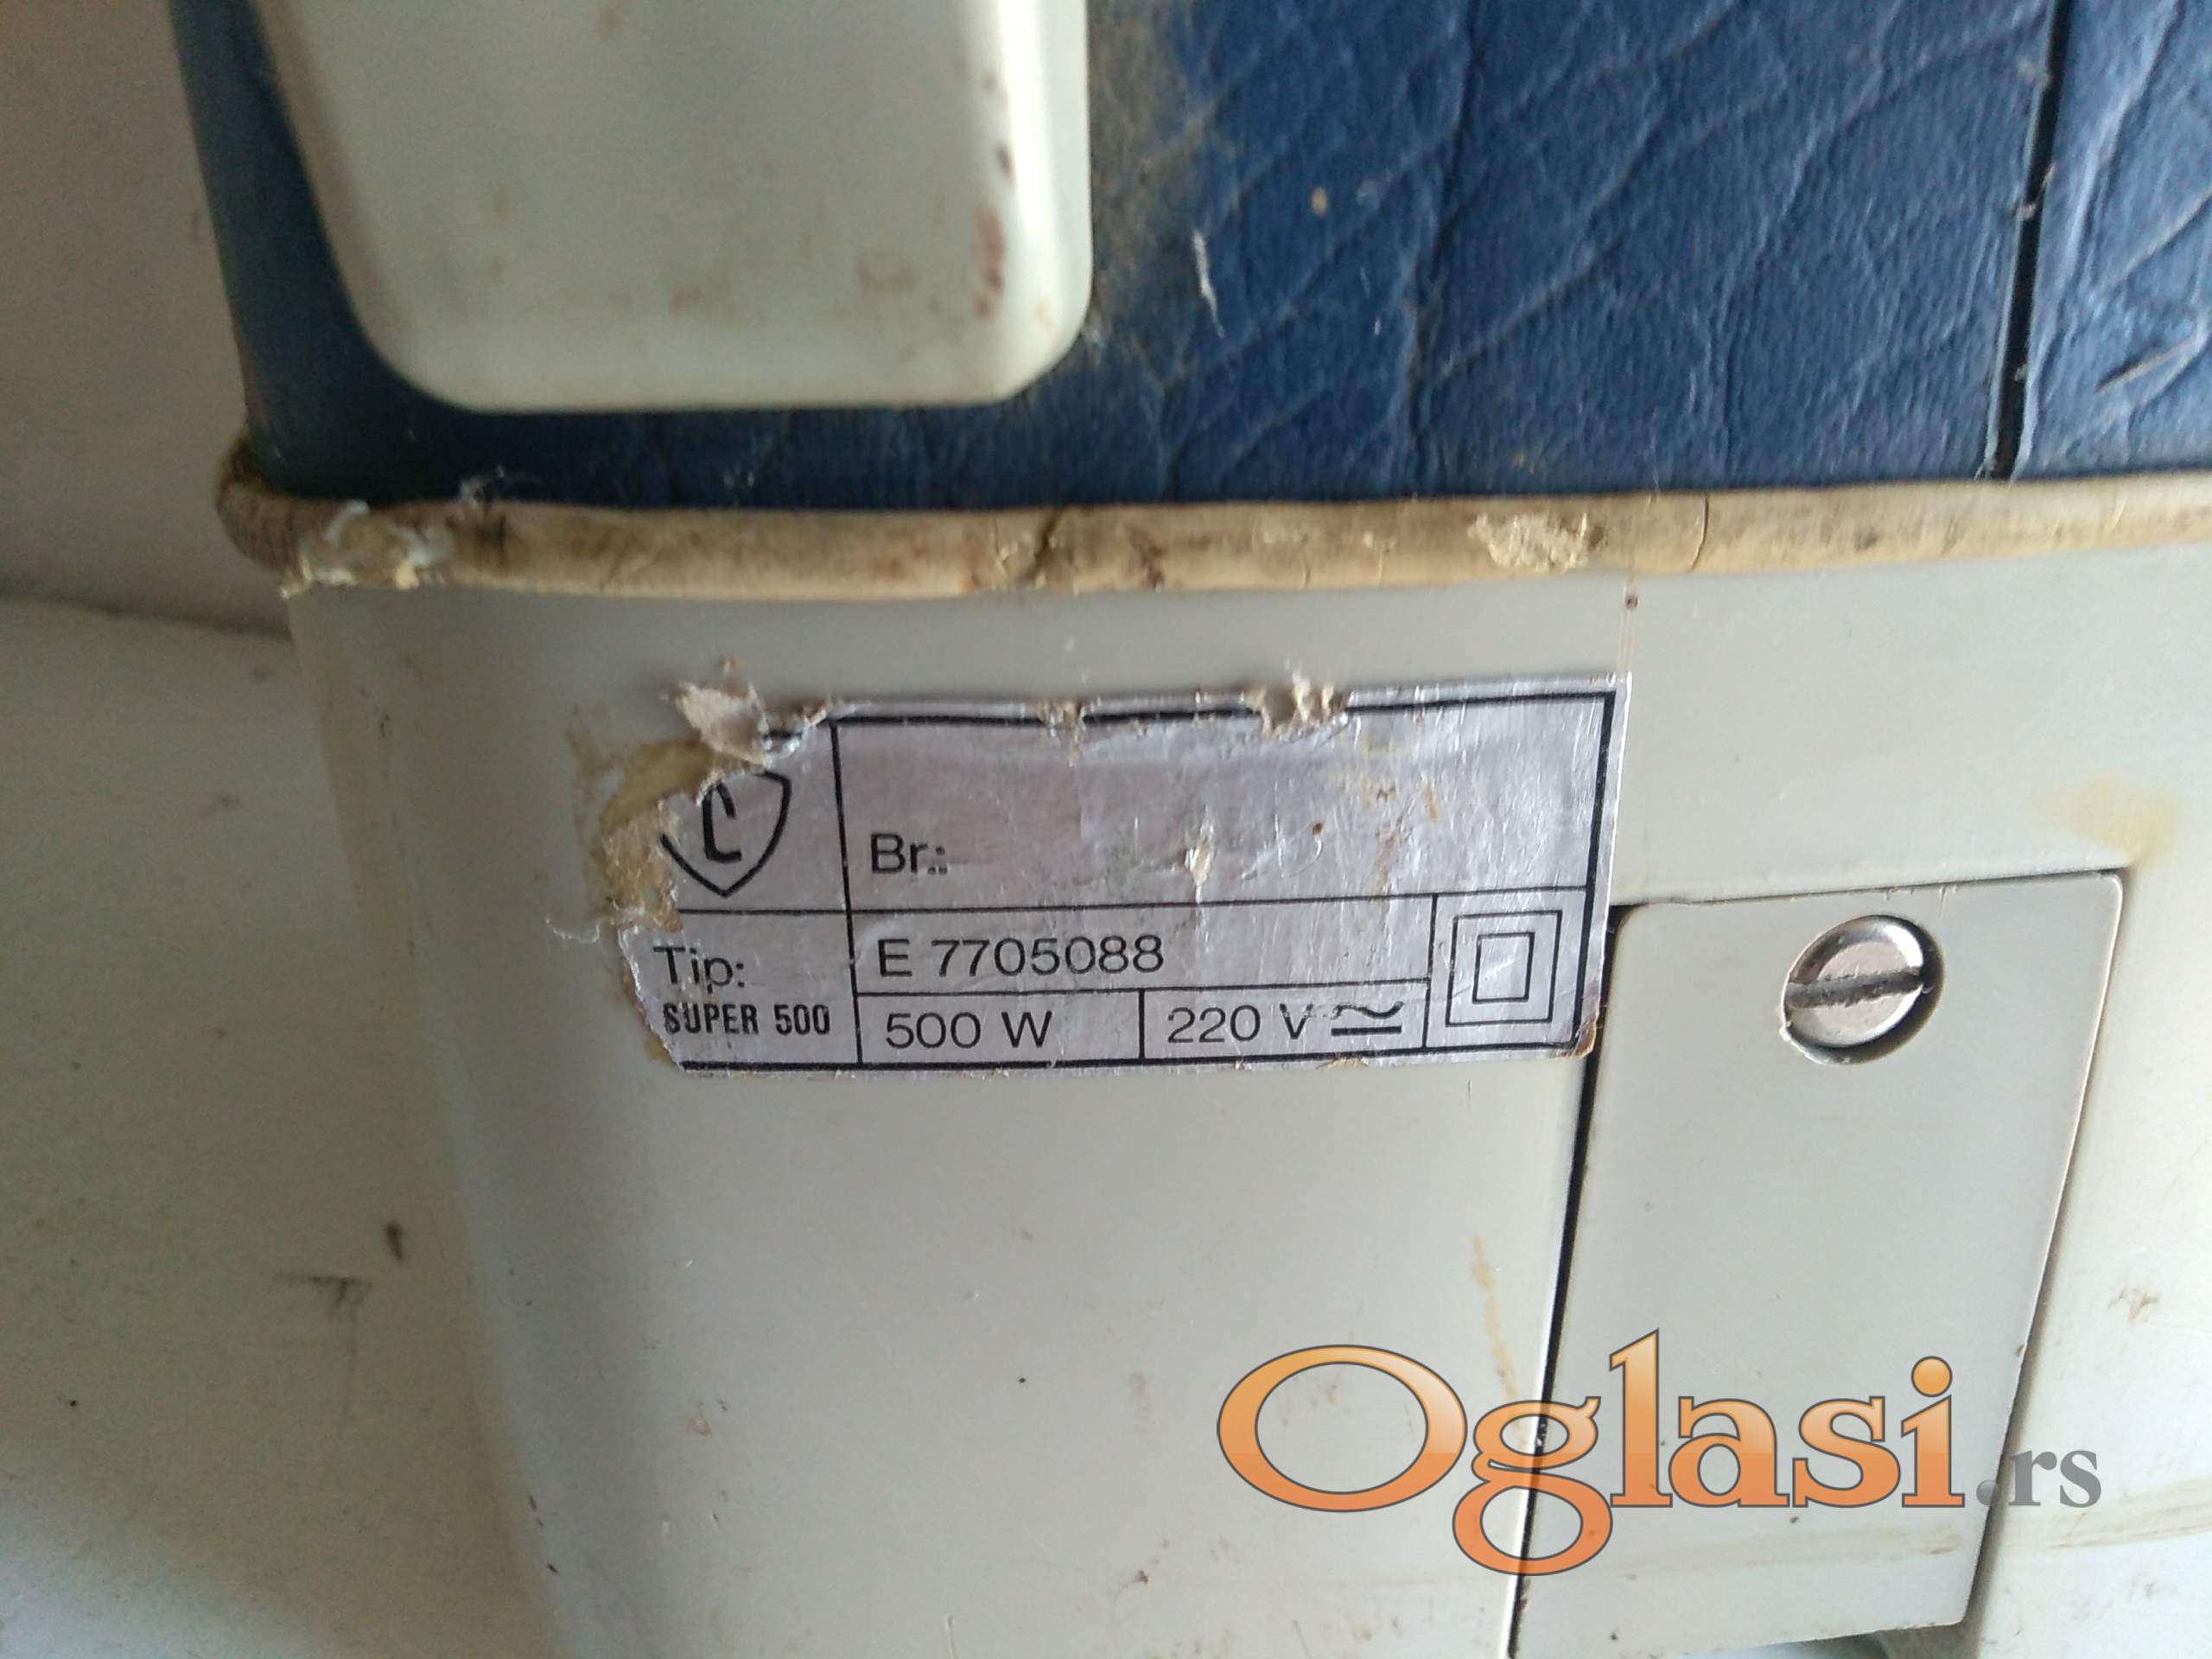 Br.:
Tip:
SUPER 500
E 7705088
500 W
220 V
Oglasi.rs